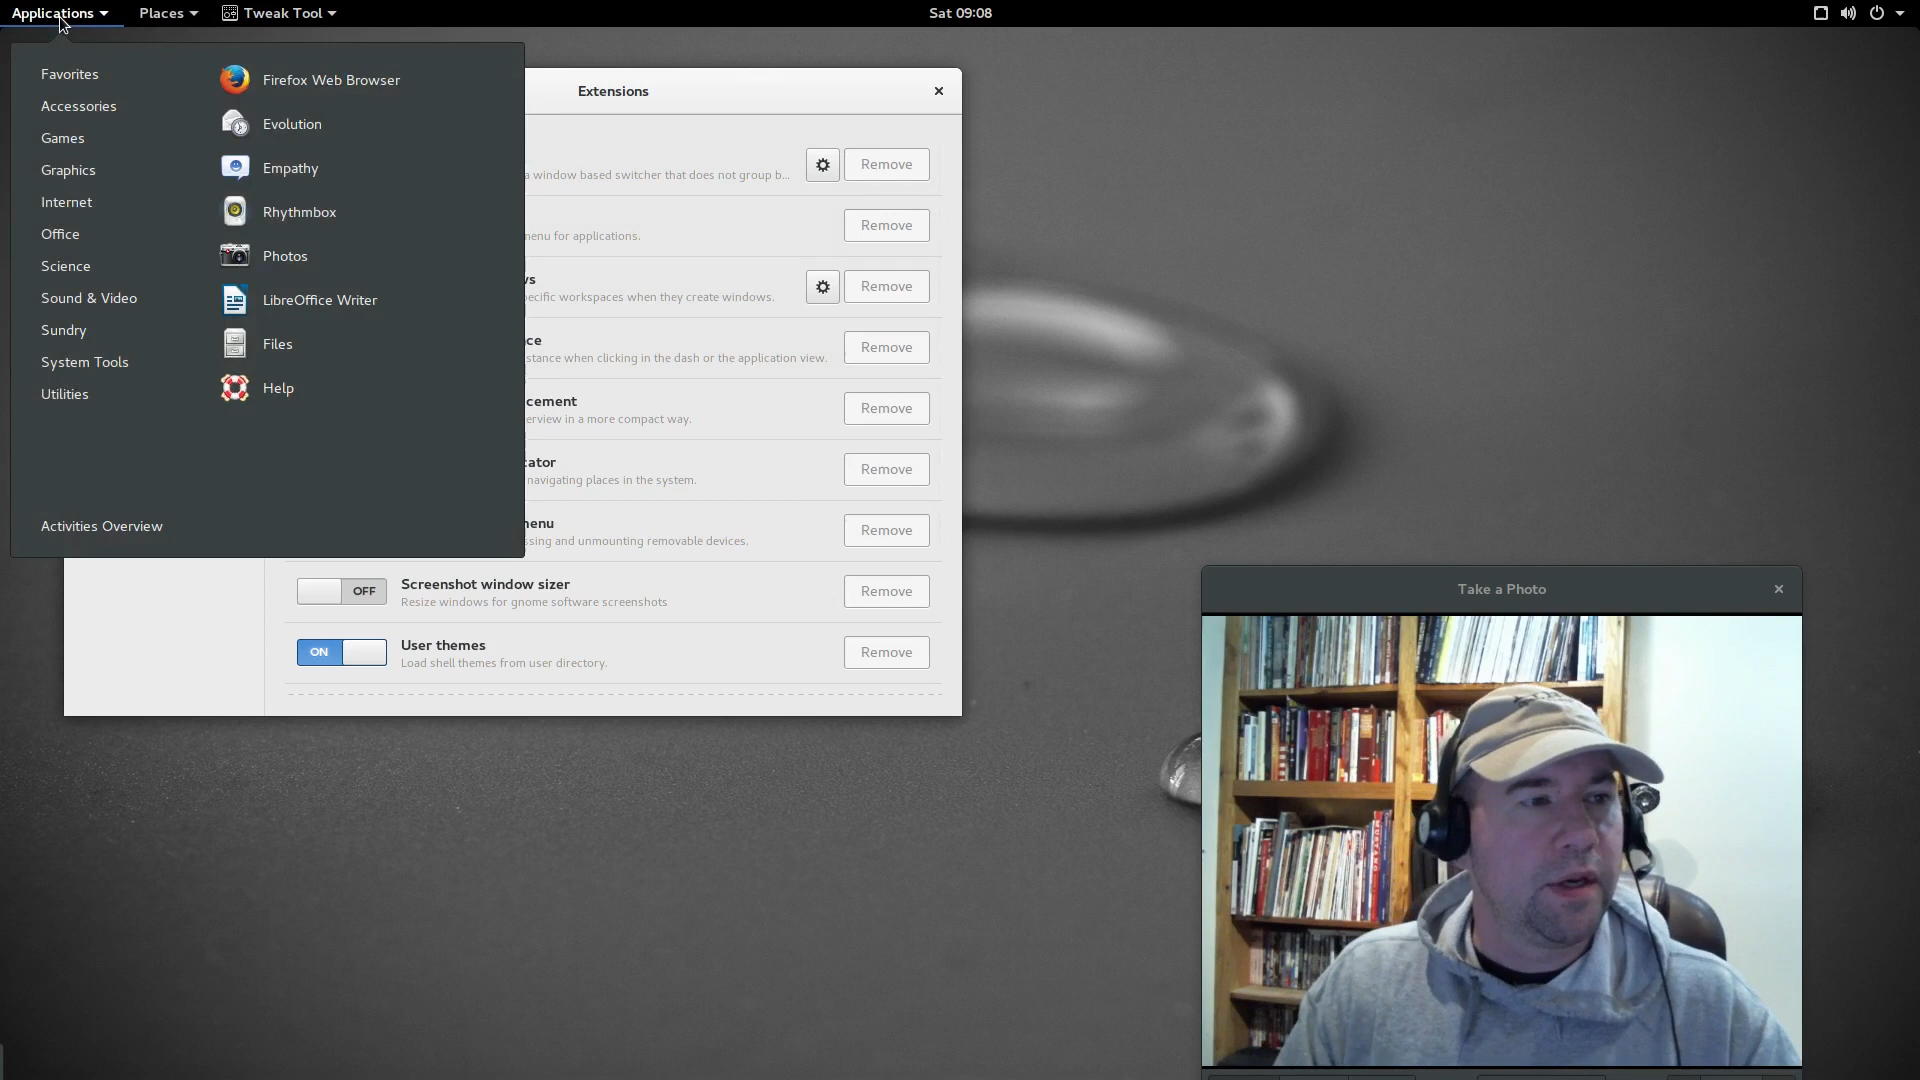 Applications
Places
Tweak Tool
Sat 09:08
Favorites
Accessories
Games
Graphics
Internet
Office
Science
Sound & Video
Sundry
System Tools
Utilities
Activities Overview
Firefox Web Browser
Evolution
Empathy
Rhythmbox
Photos
LibreOffice Writer
Files
Help
Extensions
a window based switcher that does not group b...
Remove
menu for applications.
Remove
specific workspaces when they create windows.
Remove
stance when clicking in the dash or the application view.
Remove
cement
erview in a more compact way.
Remove
cator
navigating places in the system.
Remove
menu
ssing and unmounting removable devices.
Remove
OFF
Screenshot window sizer
Resize windows for gnome software screenshots
Remove
ON
User themes
Load shell themes from user directory.
Remove
Take a Photo
MUSTANG